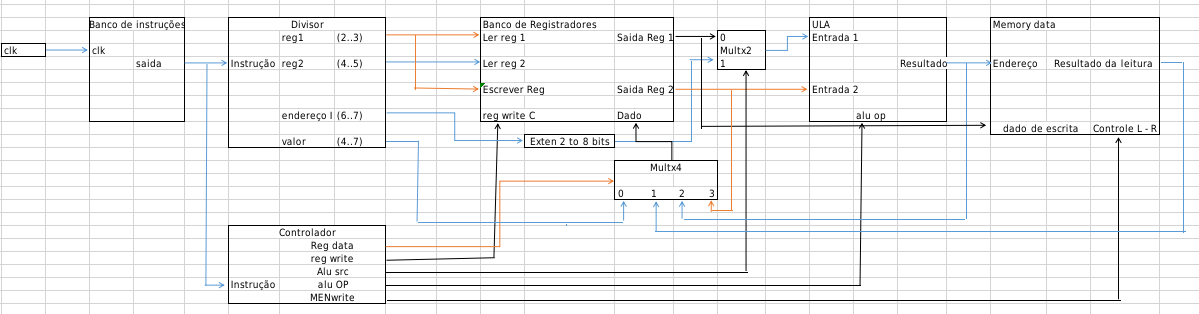 clk
Banco de instruções
clk
saida
Divisor
reg1 (2..3)
Instrução reg2 (4..5)
endereço I (6..7)
valor (4..7)
Banco de Registradores
Ler reg 1 Saida Reg 1
Ler reg 2
Escrever Reg Saida Reg 2
reg write C Dado
Exten 2 to 8 bits
0
Multx2
1
ULA
Entrada 1
Resultado
Entrada 2
alu op
Memory data
Endereço Resultado da leitura
dado de escrita Controle L - R
Multx4
0 1 2 3
Controlador
Reg data
reg write
Alu src
Instrução alu OP
MENwrite